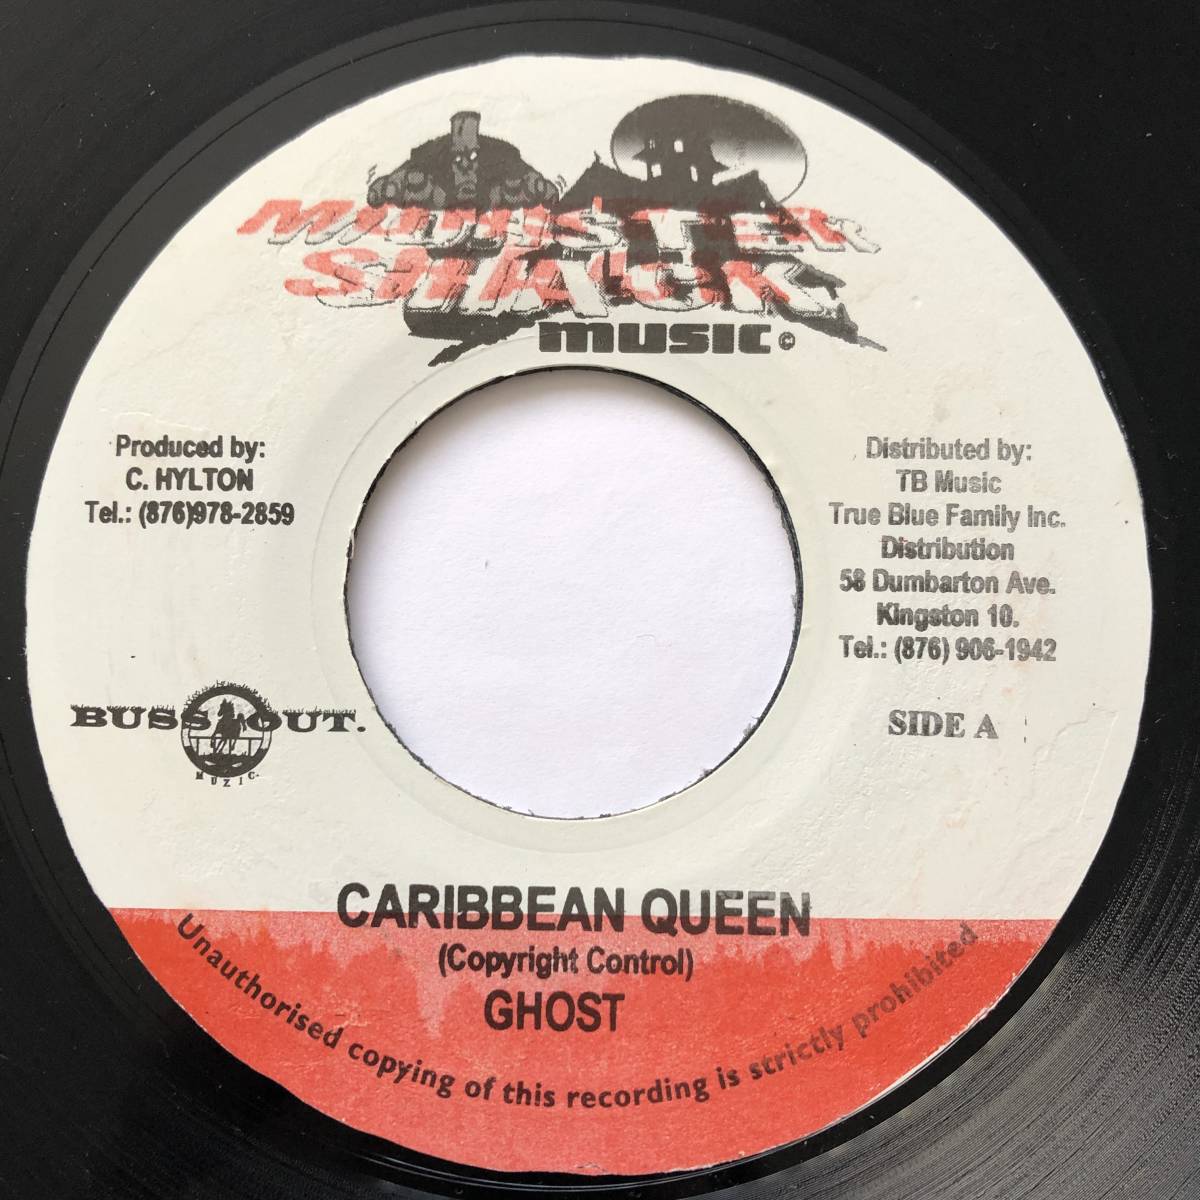 MONSTER
SHACK
MUSIC ©
Produced by:
C. HYLTON
Tel.: (876)978-2859
Distributed by:
TB Music
True Blue Family Inc.
Distribution
58 Dumbarton Ave.
Kingston 10.
Tel.: (876) 906-1942
BUSS OUT.
MUZIC
SIDE A
CARIBBEAN QUEEN
(Copyright Control)
GHOST
Unauthorised copying of this recording is strictly prohibited